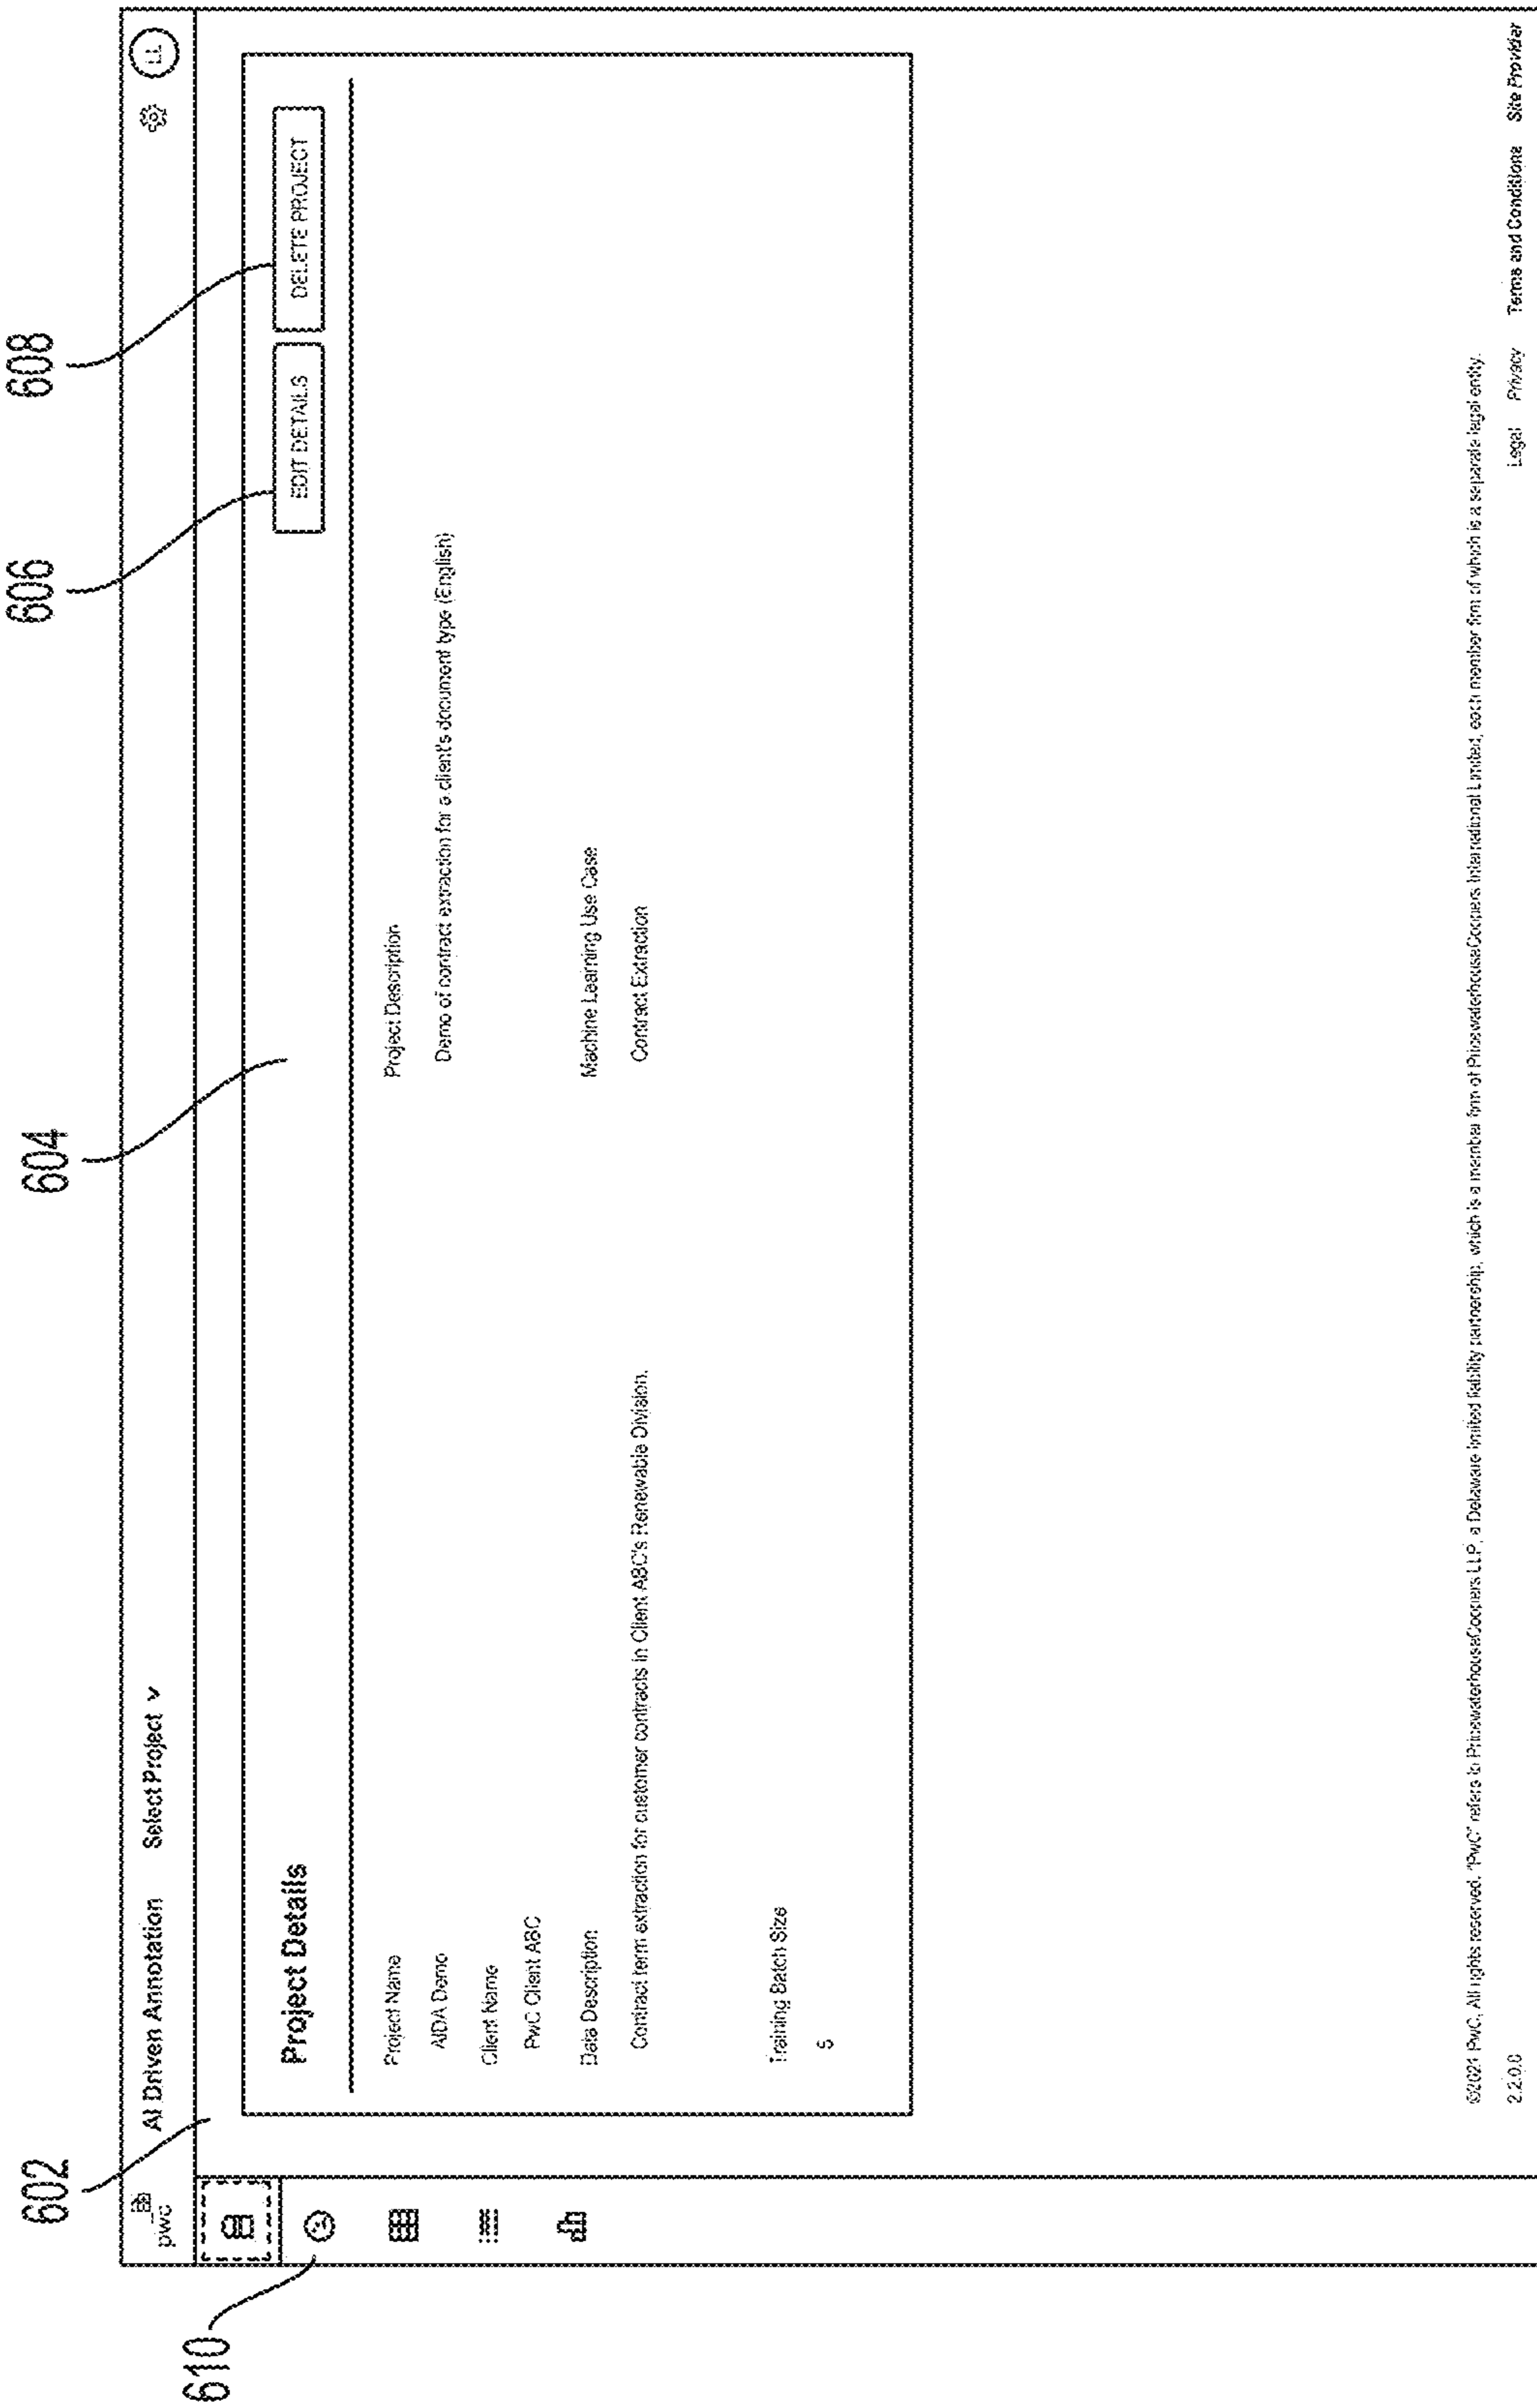 608
606
604
602
610
pwc
AI Driven Annotation
Select Project
LL
Project Details
EDIT DETAILS
DELETE PROJECT
Project Name
AIDA Demo
Client Name
PwC Client ABC
Data Description
Contract term extraction for customer contracts in Client ABC's Renewable Division.
Training Batch Size
5
Project Description
Demo of contract extraction for a client's document type (English)
Machine Learning Use Case
Contract Extraction
©2021 PwC. All rights reserved. "PwC" refers to PricewaterhouseCoopers LLP, a Delaware limited liability partnership, which is a member firm of PricewaterhouseCoopers International Limited, each member firm of which is a separate legal entity.
2.2.0.0
Legal Privacy Terms and Conditions Site Provider